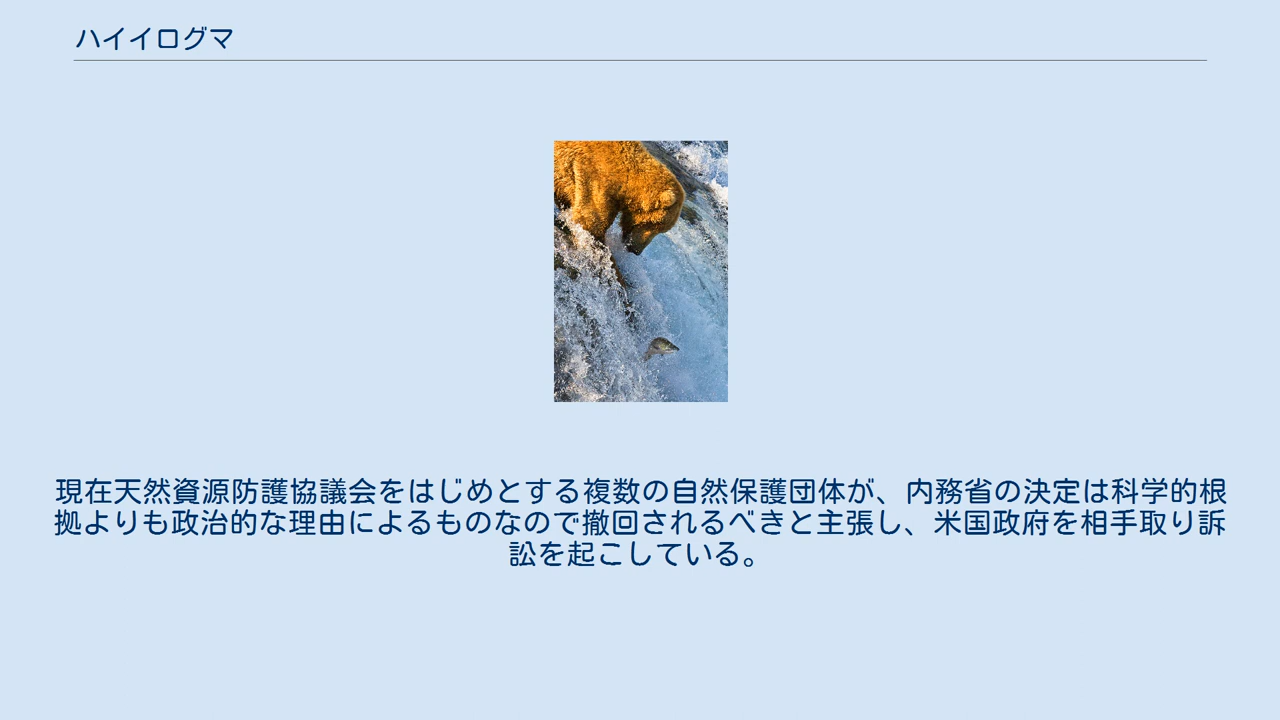 ハイイログマ
現在天然資源防護協議会をはじめとする複数の自然保護団体が、内務省の決定は科学的根
拠よりも政治的な理由によるものなので撤回されるべきと主張し、米国政府を相手取り訴
訟を起こしている。